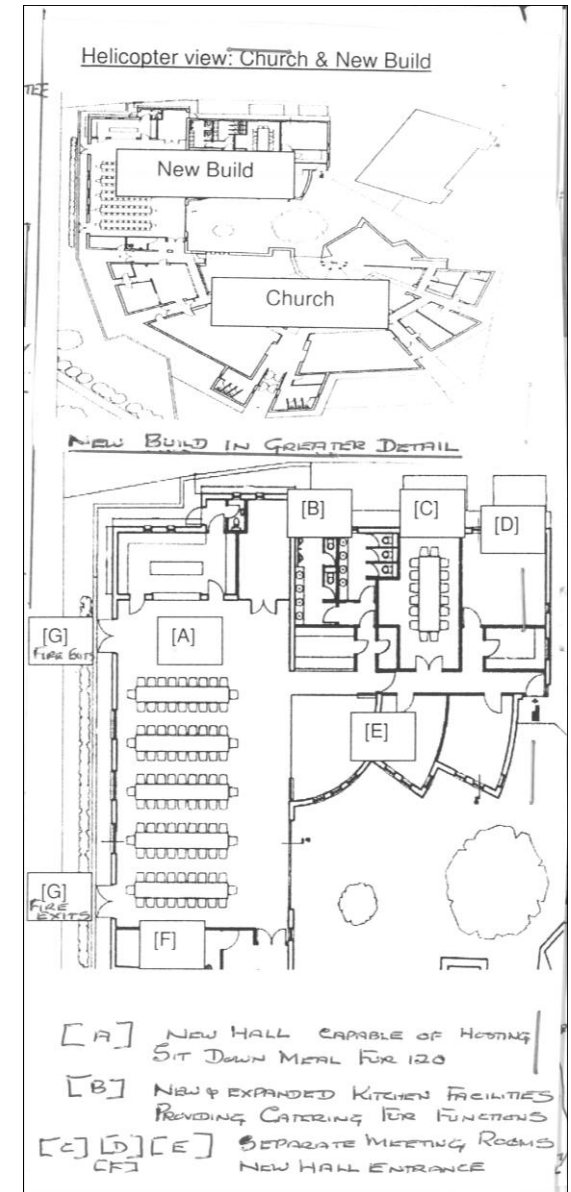 Helicopter view: Church & New Build
TEE
New Build
Church
NEW BUILD IN GREATER DETAIL
[B]
[C]
[D]
[G]
FIRE EXITS
[A]
[E]
[G]
FIRE
EXITS
[F]
[A] NEW HALL CAPABLE OF HOSTING
SIT DOWN MEAL FOR 120
[B] NEW & EXPANDED KITCHEN FACILITIES
PROVIDING CATERING FOR FUNCTIONS
[C] [D] [E] SEPARATE MEETING ROOMS
[F] NEW HALL ENTRANCE